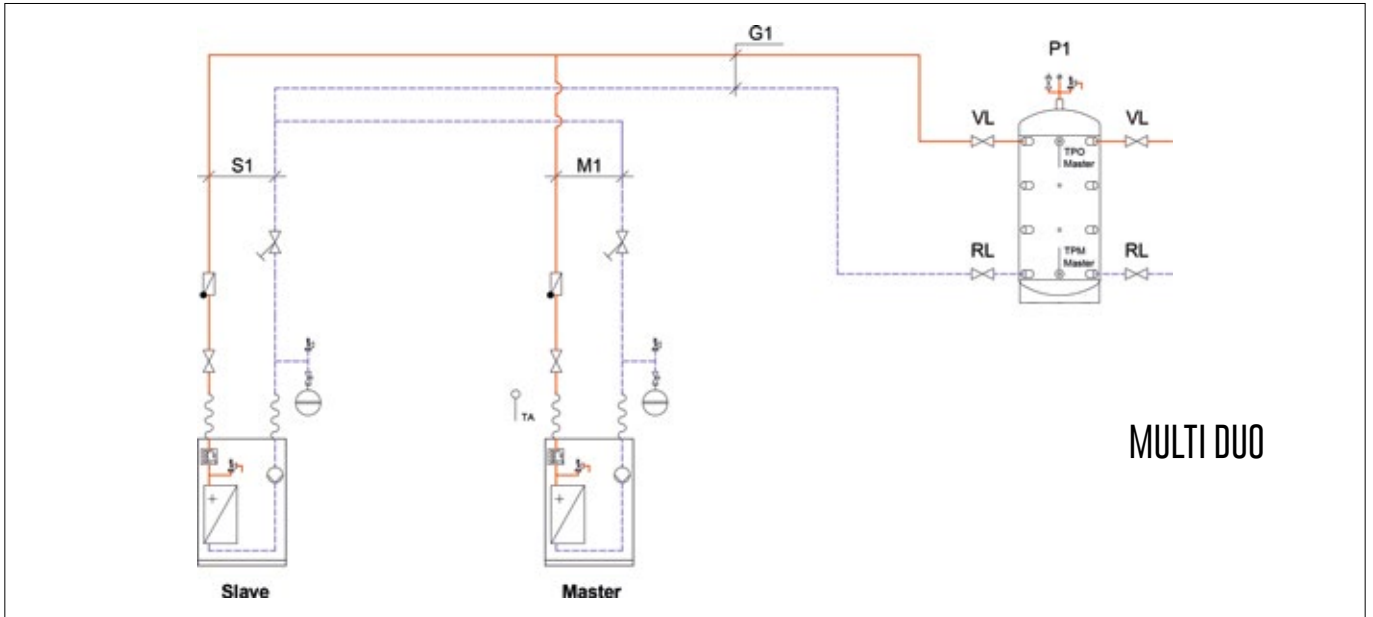 G1
P1
VL
VL
TPO
Master
S1
M1
TPM
Master
RL
RL
TA
MULTI DUO
+
+
Slave
Master